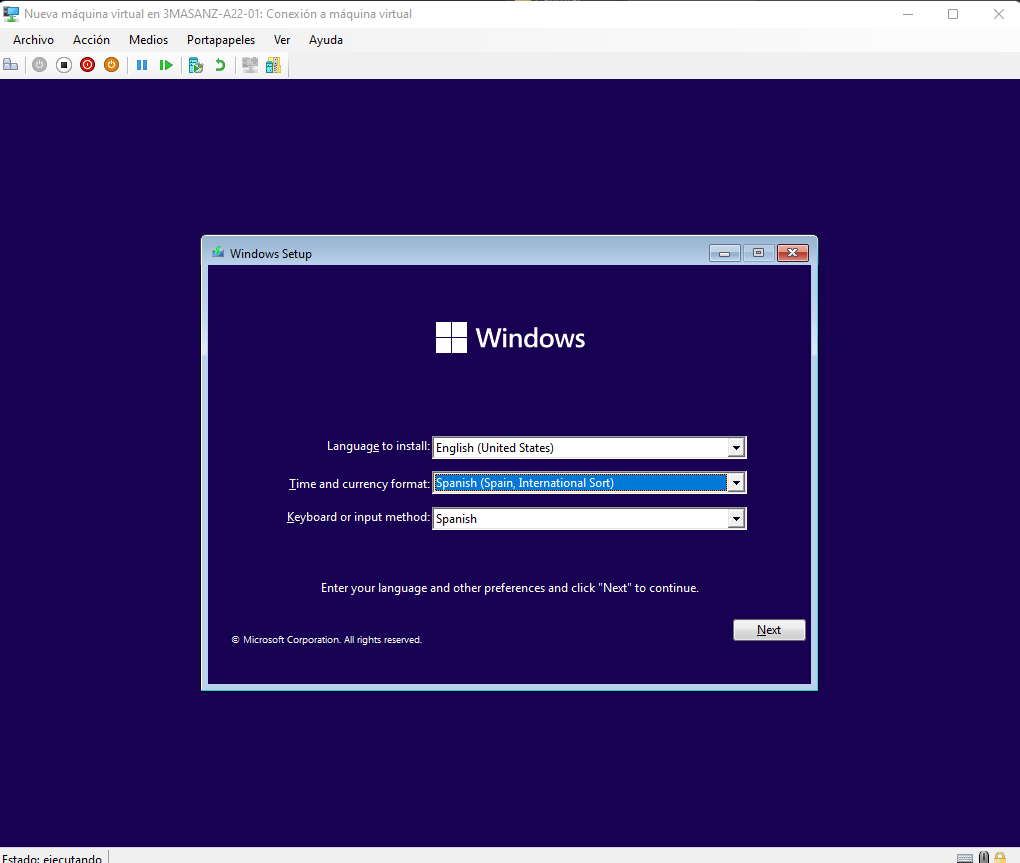 Nueva máquina virtual en 3MASANZ-A22-01: Conexión a máquina virtual
Archivo Acción Medios Portapapeles Ver Ayuda
Windows Setup
Windows
Language to install: English (United States)
Time and currency format: Spanish (Spain, International Sort)
Keyboard or input method: Spanish
Enter your language and other preferences and click "Next" to continue.
Next
© Microsoft Corporation. All rights reserved.
Estado: ejecutando